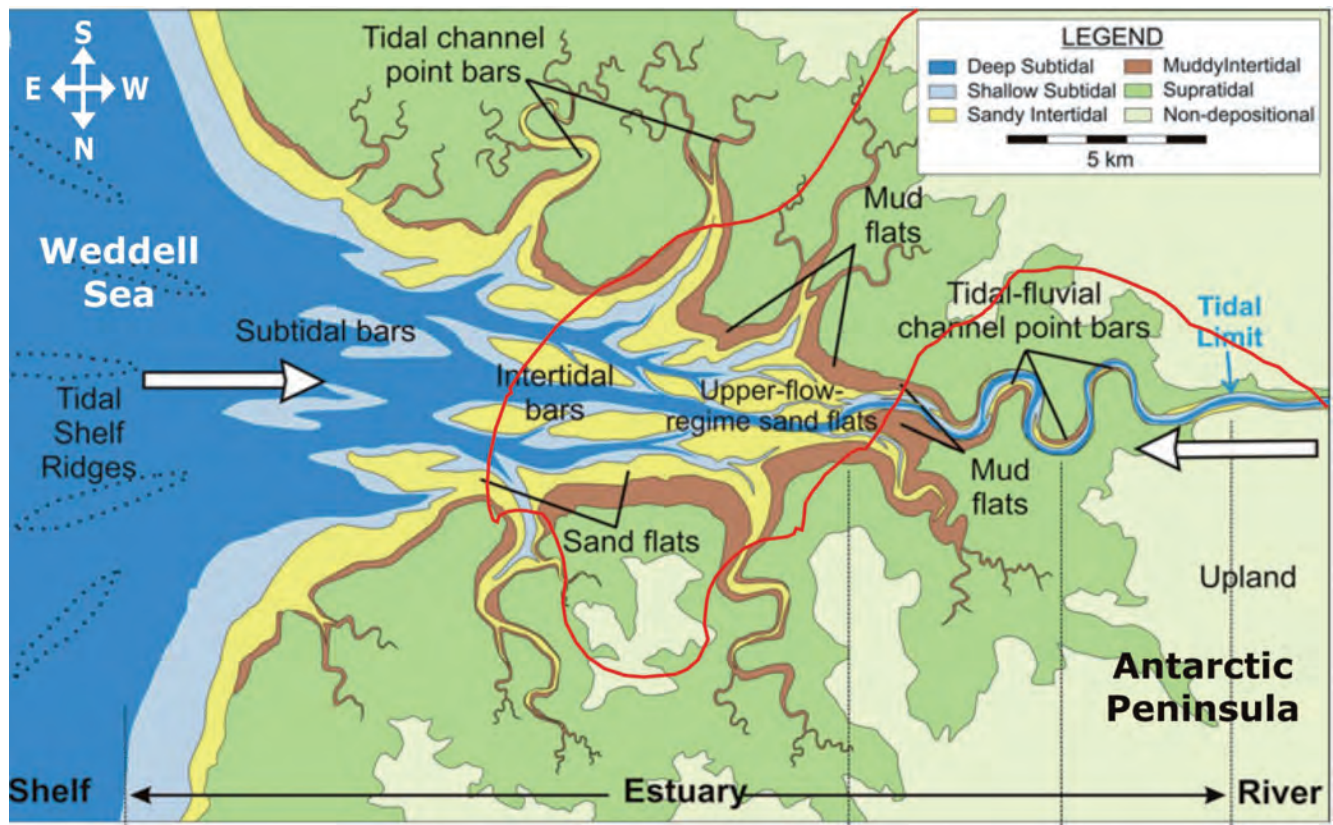 S
E W
N
Tidal channel
point bars
LEGEND
Deep Subtidal
Shallow Subtidal
Sandy Intertidal
MuddyIntertidal
Supratidal
Non-depositional
5 km
Mud
flats
Weddell
Sea
Subtidal bars
Tidal
Shelf
Ridges
Intertidal
bars
Upper-flow-
regime sand flats
Tidal-fluvial
channel point bars
Tidal
Limit
Mud
flats
Sand flats
Upland
Antarctic
Peninsula
Shelf
Estuary
River